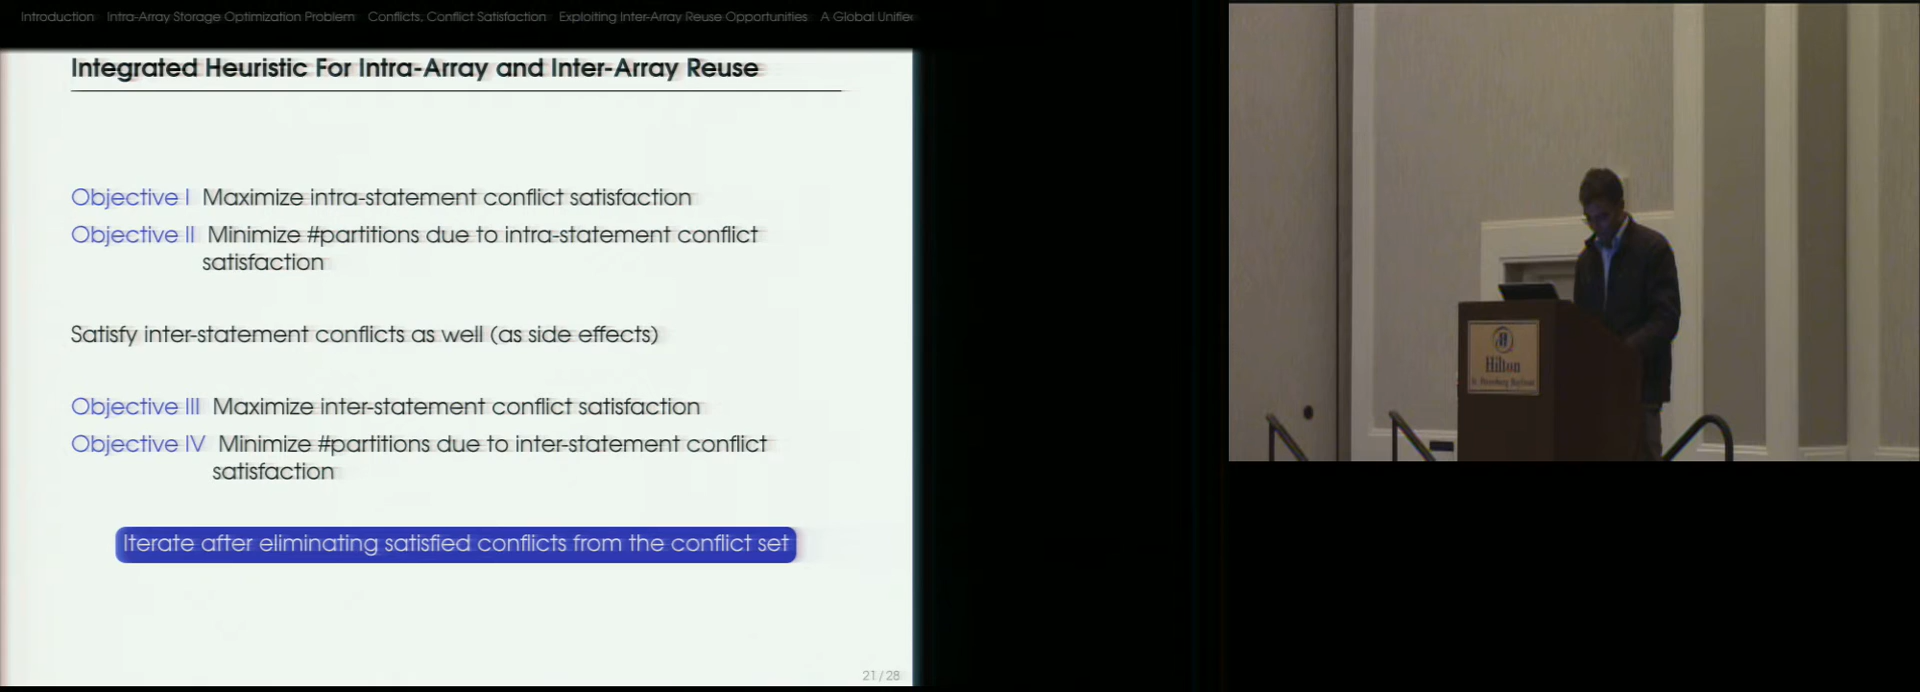 Introduction Intra-Array Storage Optimization Problem Conflicts, Conflict Satisfaction Exploiting Inter-Array Reuse Opportunities A Global Unified
Integrated Heuristic For Intra-Array and Inter-Array Reuse
Objective I Maximize intra-statement conflict satisfaction
Objective II Minimize #partitions due to intra-statement conflict
satisfaction
Satisfy inter-statement conflicts as well (as side effects)
Objective III Maximize inter-statement conflict satisfaction
Objective IV Minimize #partitions due to inter-statement conflict
satisfaction
Iterate after eliminating satisfied conflicts from the conflict set
21/28
H
Hilton
St. Petersburg Bayfront